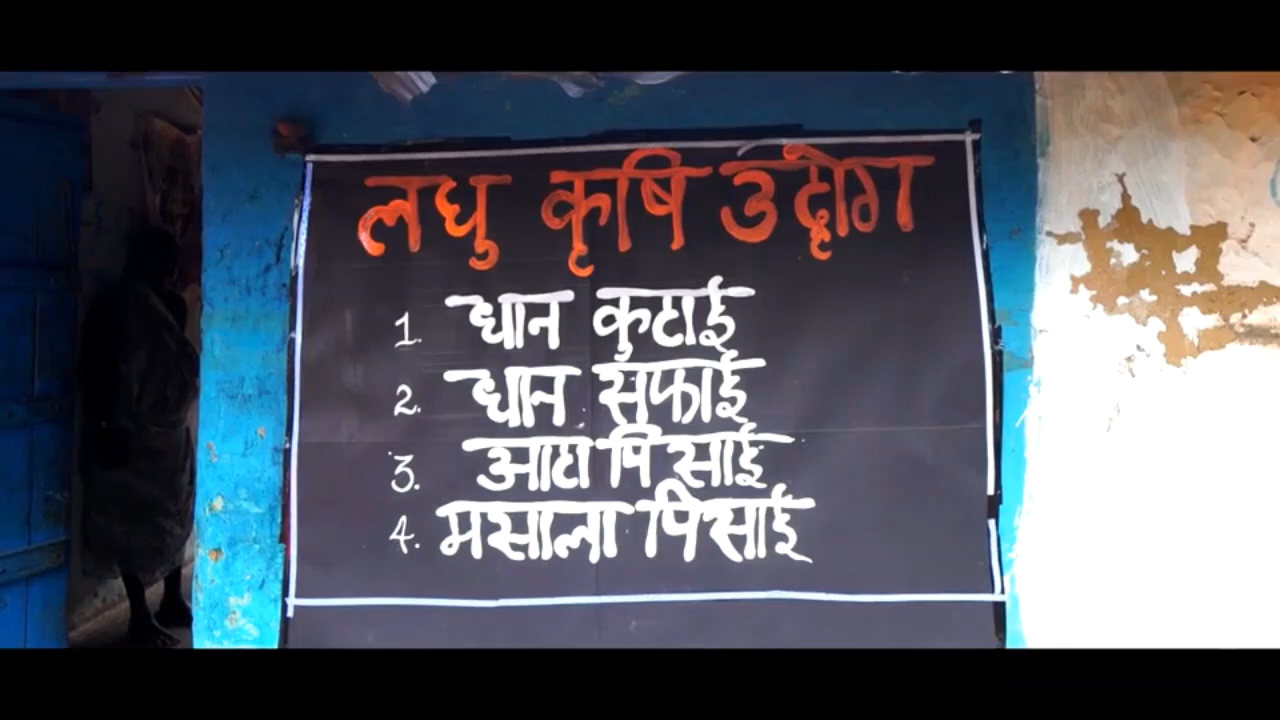 लघु कृषि उद्योग
1. धान कुटाई
2. धान सफाई
3. आटा पिसाई
4. मसाला पिसाई